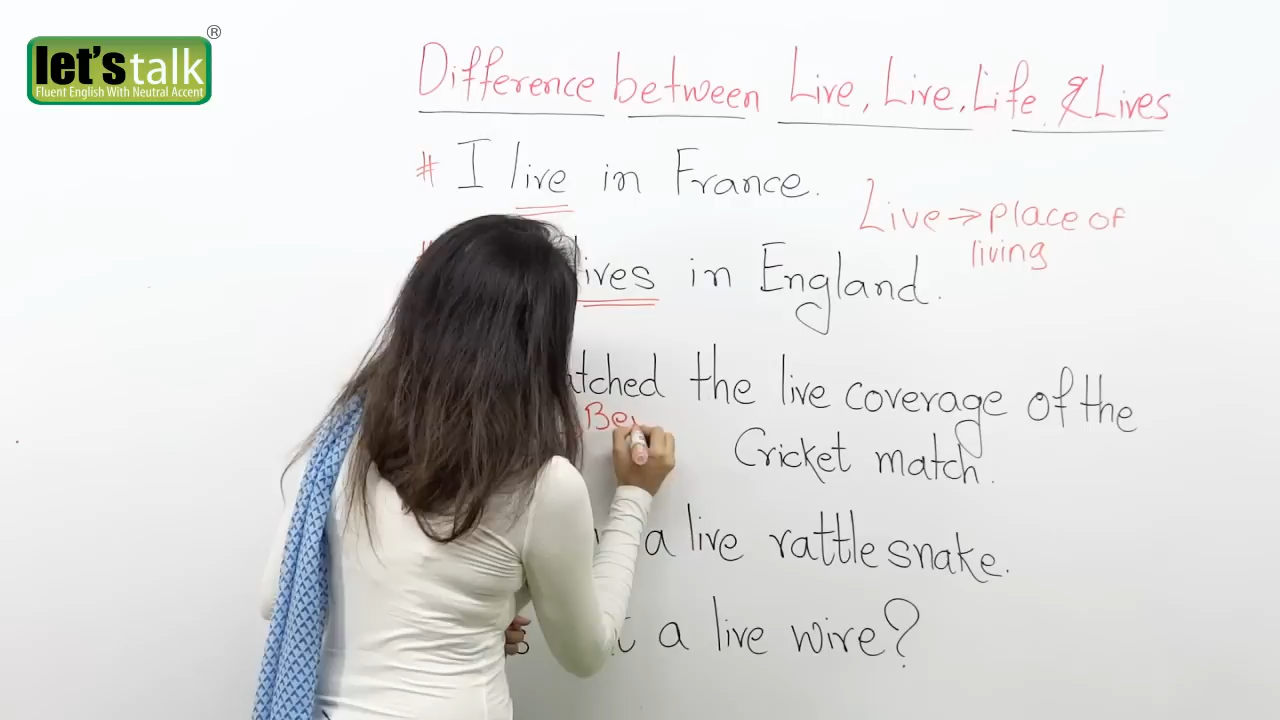 let's talk ®
Fluent English With Neutral Accent
Difference between Live, Live, Life & Lives
# I live in France.
Live → place of
living
lives in England.
the live coverage of the
Be
Cricket match.
a live rattle snake.
a live wire?